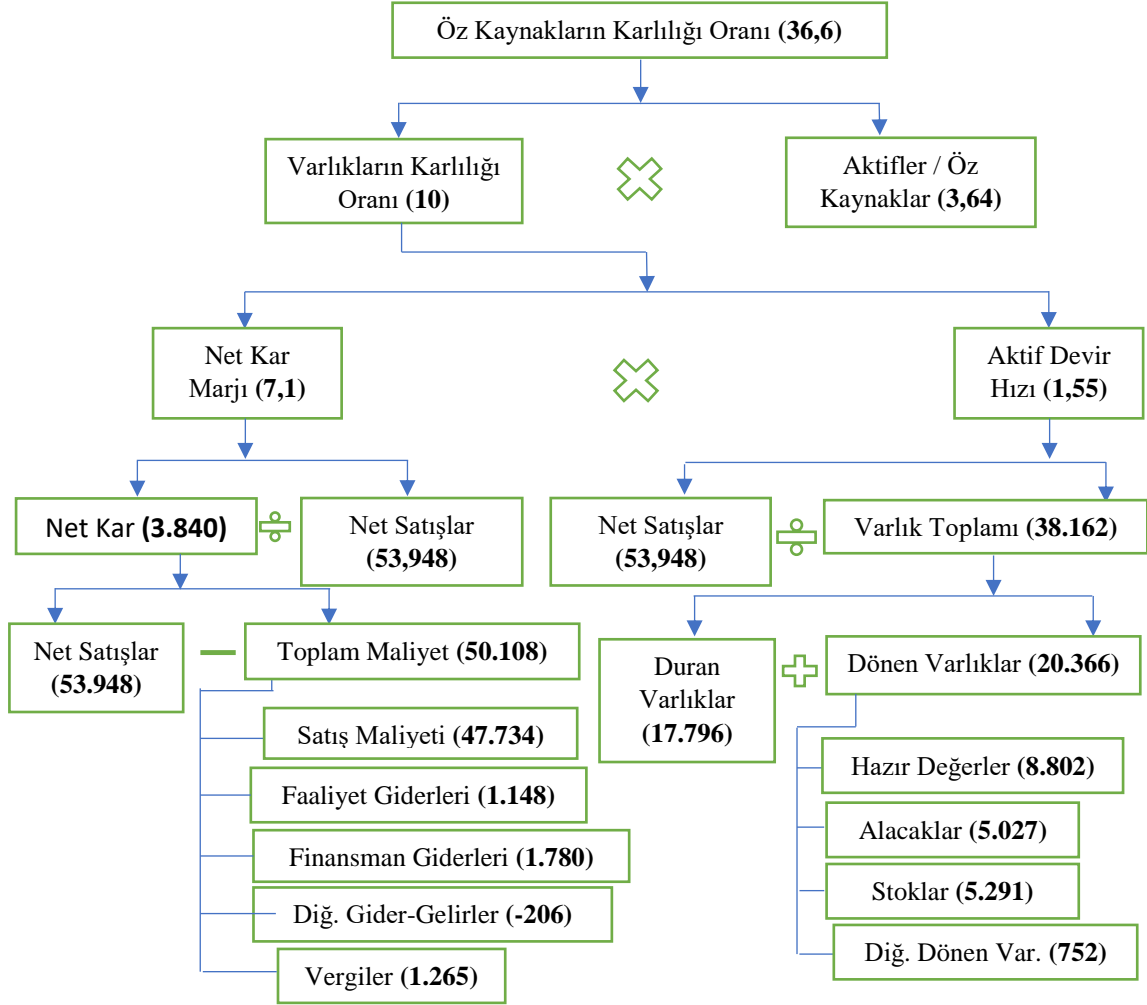 Öz Kaynakların Karlılığı Oranı (36,6)
Varlıkların Karlılığı
Oranı (10)
Aktifler / Öz
Kaynaklar (3,64)
Net Kar
Marjı (7,1)
Aktif Devir
Hızı (1,55)
Net Kar (3.840)
Net Satışlar
(53,948)
Net Satışlar
(53,948)
Varlık Toplamı (38.162)
Net Satışlar
(53.948)
Toplam Maliyet (50.108)
Duran
Varlıklar
(17.796)
Dönen Varlıklar (20.366)
Satış Maliyeti (47.734)
Faaliyet Giderleri (1.148)
Finansman Giderleri (1.780)
Diğ. Gider-Gelirler (-206)
Vergiler (1.265)
Hazır Değerler (8.802)
Alacaklar (5.027)
Stoklar (5.291)
Diğ. Dönen Var. (752)